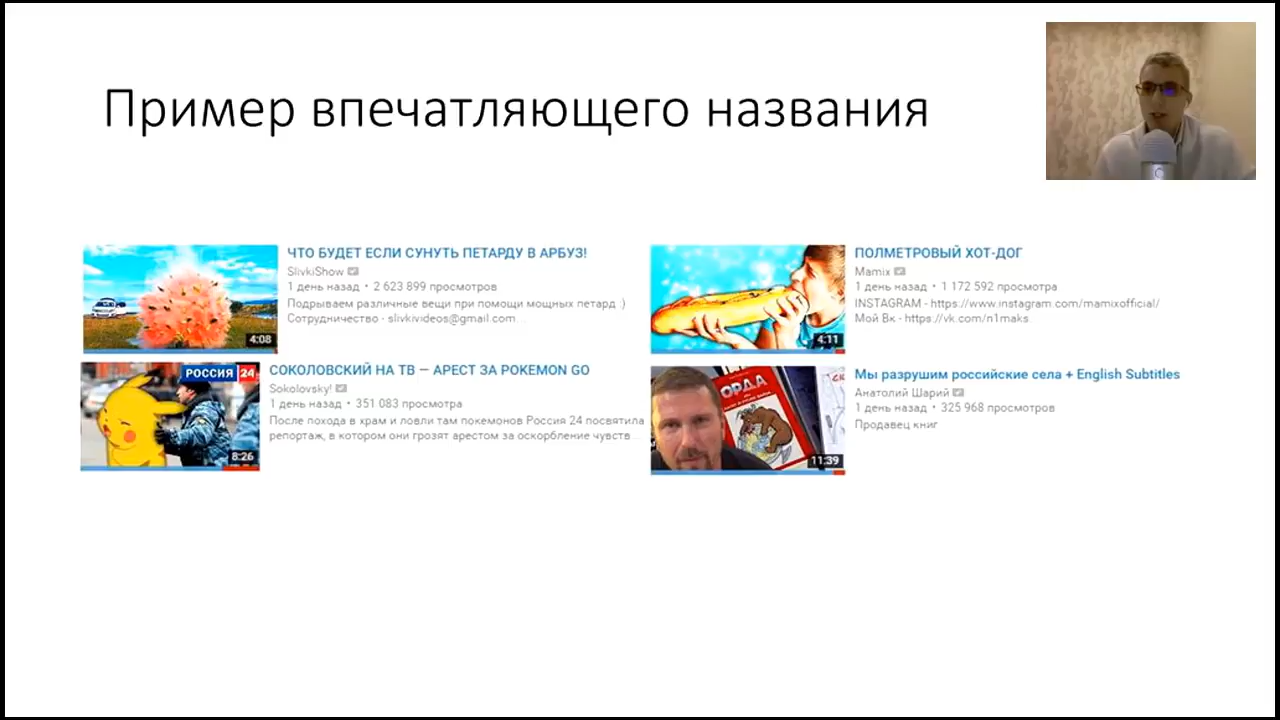 Пример впечатляющего названия
ЧТО БУДЕТ ЕСЛИ СУНУТЬ ПЕТАРДУ В АРБУЗ!
SlivkiShow
1 день назад • 2 623 899 просмотров
Подрываем различные вещи при помощи мощных петард :)
Сотрудничество - slivkivideos@gmail.com...
4:08
ПОЛМЕТРОВЫЙ ХОТ-ДОГ
Mamix
1 день назад • 1 172 592 просмотра
INSTAGRAM - https://www.instagram.com/mamixofficial/
Мой Вк - https://vk.com/n1maks
4:11
РОССИЯ 24
СОКОЛОВСКИЙ НА ТВ — АРЕСТ ЗА POKEMON GO
Sokolovsky!
1 день назад • 351 083 просмотра
После похода в храм и ловли там покемонов Россия 24 посвятила
репортаж, в котором они грозят арестом за оскорбление чувств...
8:26
ОРДА
Мы разрушим российские села + English Subtitles
Анатолий Шарий
1 день назад • 325 968 просмотров
Продавец книг
11:39